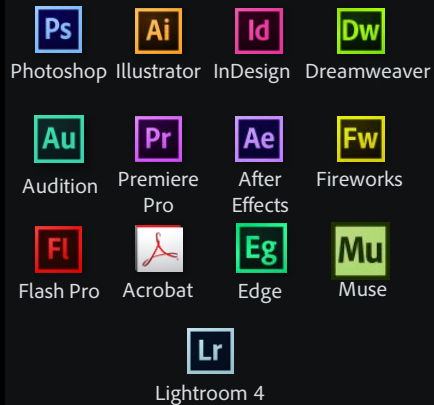 Ps Ai Id Dw
Photoshop Illustrator InDesign Dreamweaver
Au Pr Ae Fw
Audition Premiere Pro After Effects Fireworks
Fl Eg Mu
Flash Pro Acrobat Edge Muse
Lr
Lightroom 4